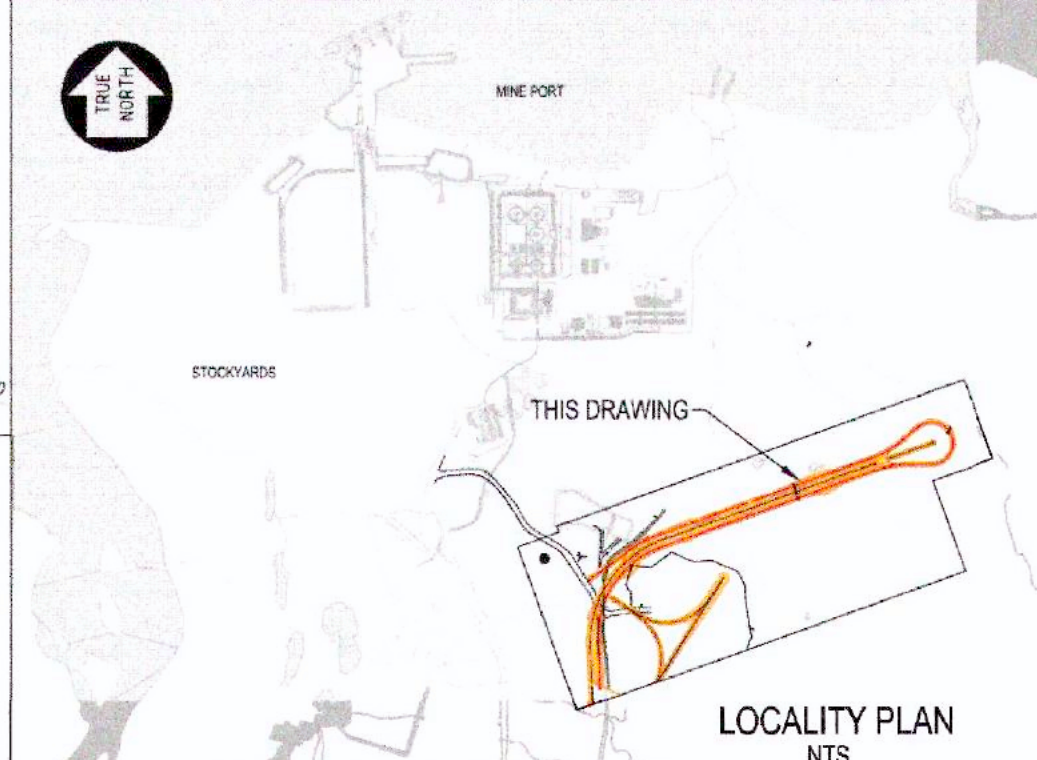 TRUE
NORTH
MINE PORT
STOCKYARDS
THIS DRAWING
LOCALITY PLAN
NTS